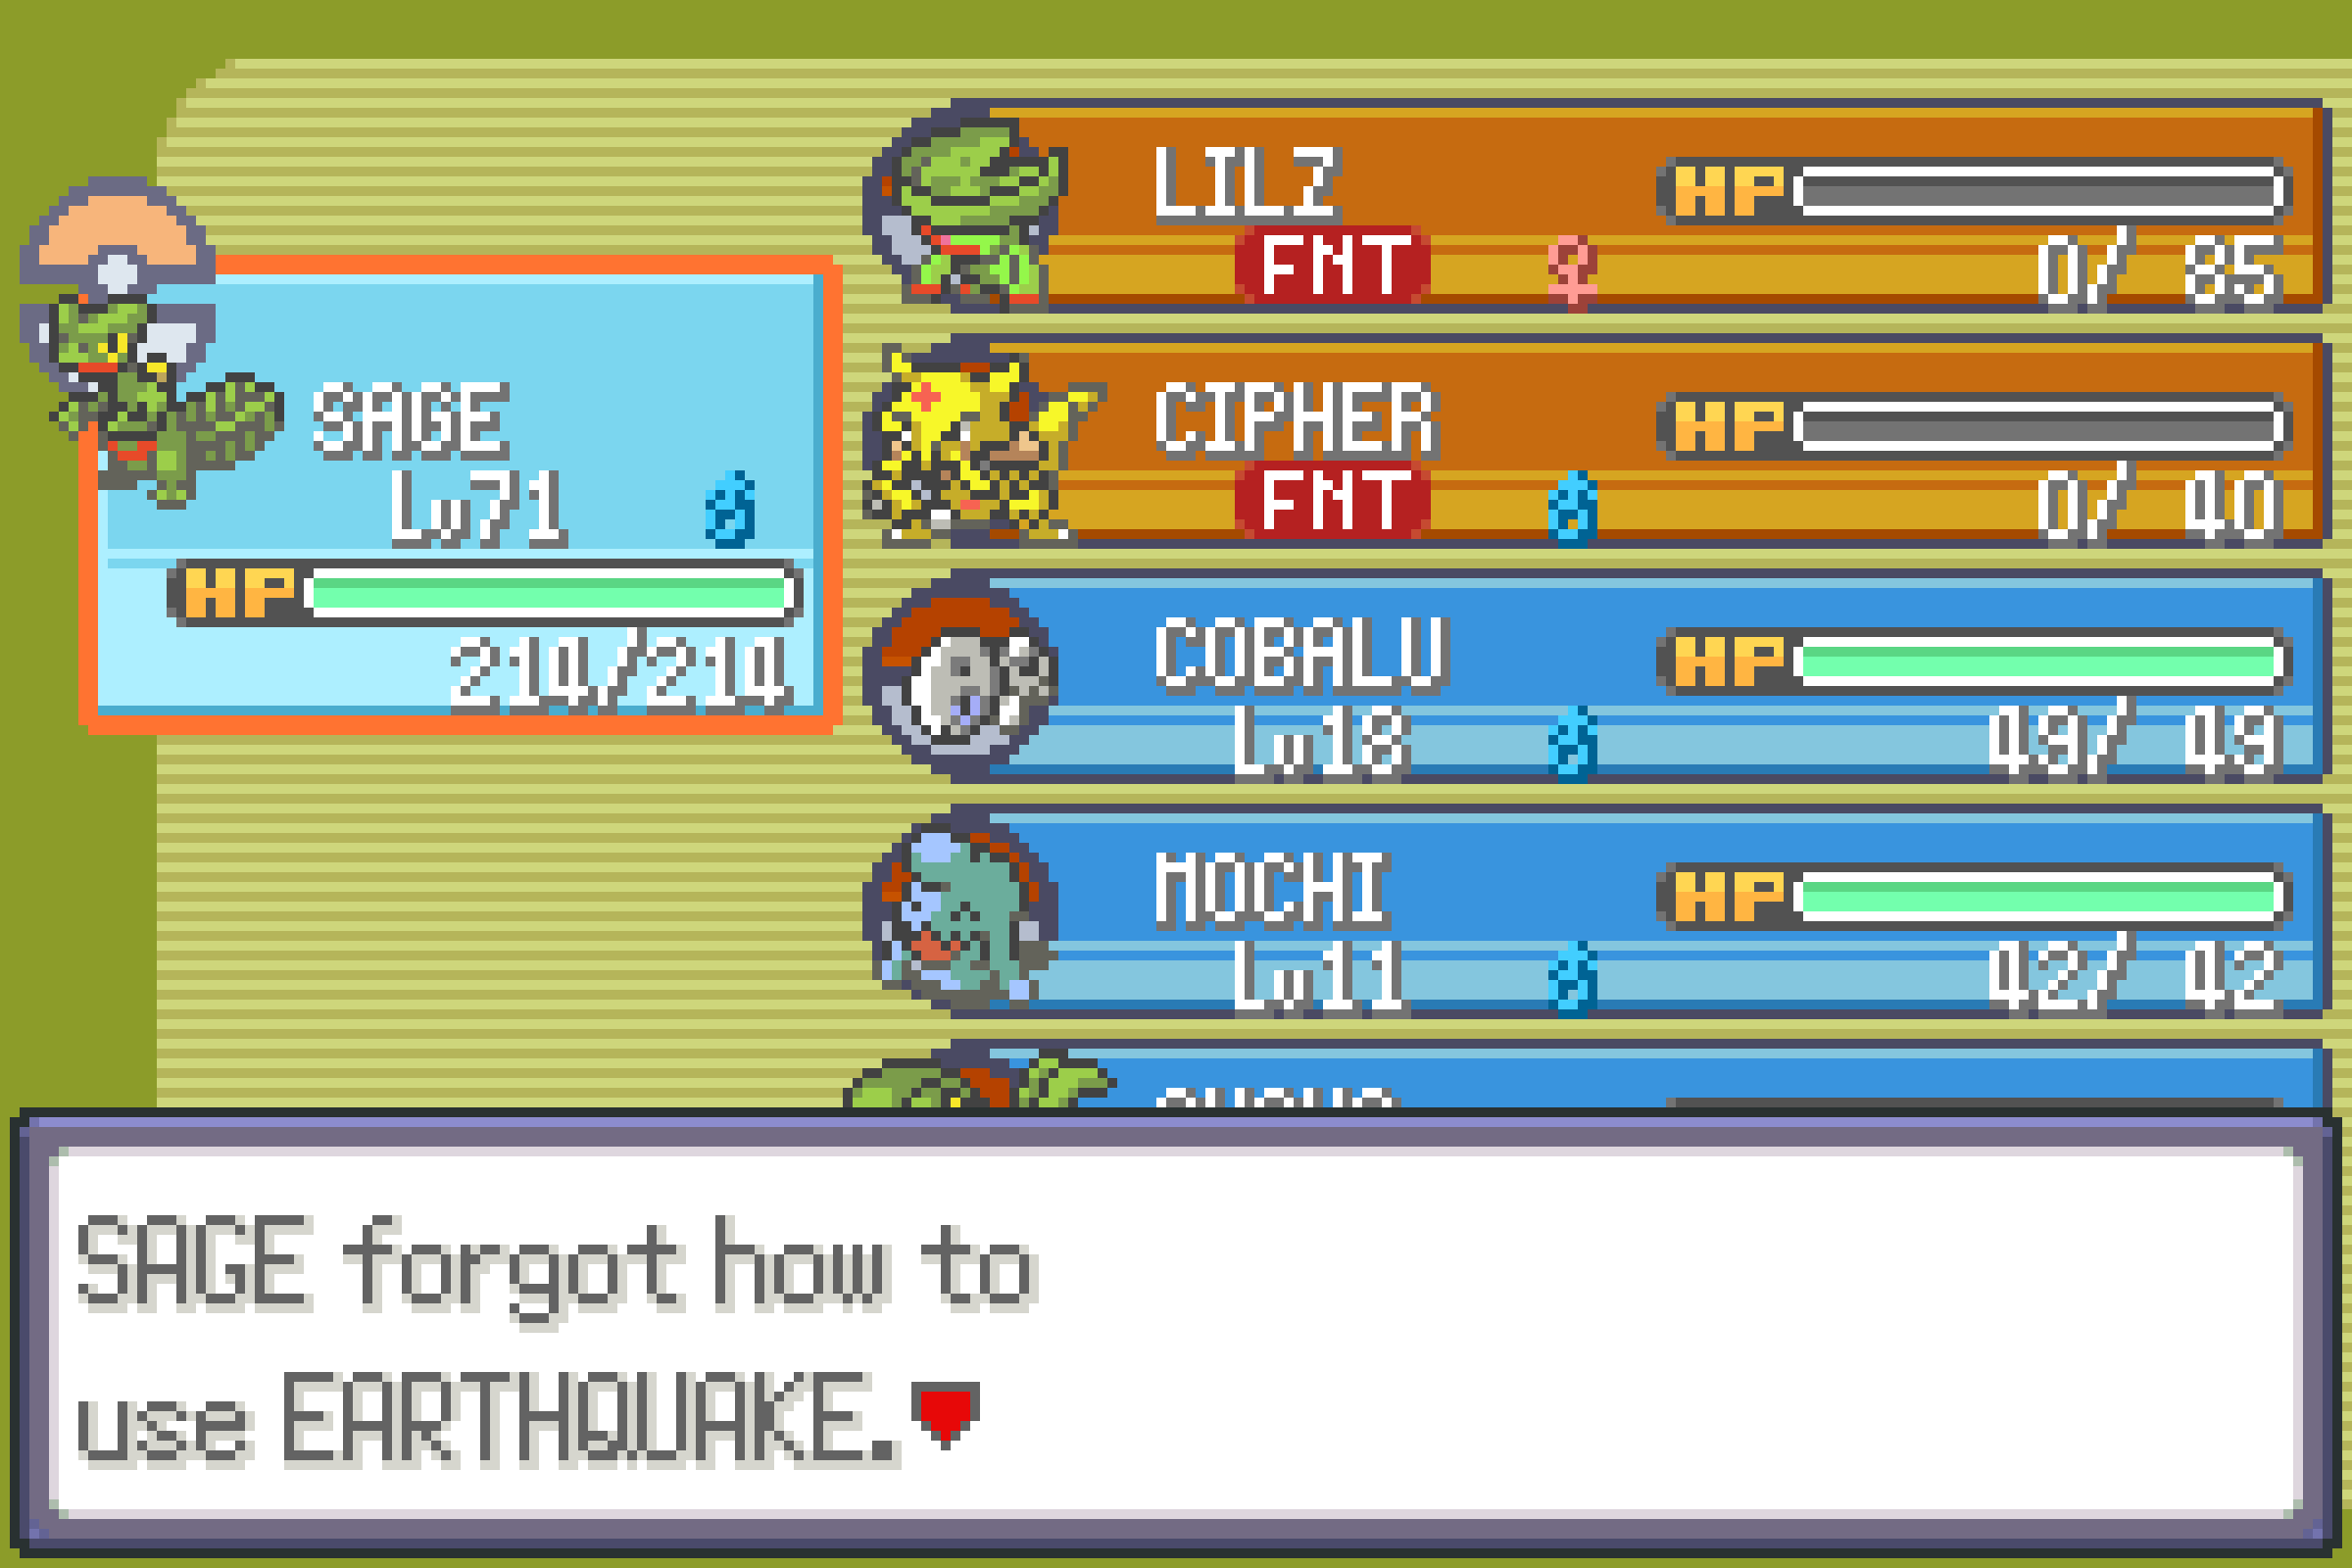 SAGE
Lv71 ♂
HP
214/214
LILZ
FNT ♀
HP
0/ 85
CIPHER
FNT ♂
HP
0/ 40
COBALU
Lv18 ♂
HP
49/ 49
MOCHI
Lv11 ♂
HP
42/ 42
SAGE forgot how to
use EARTHQUAKE.